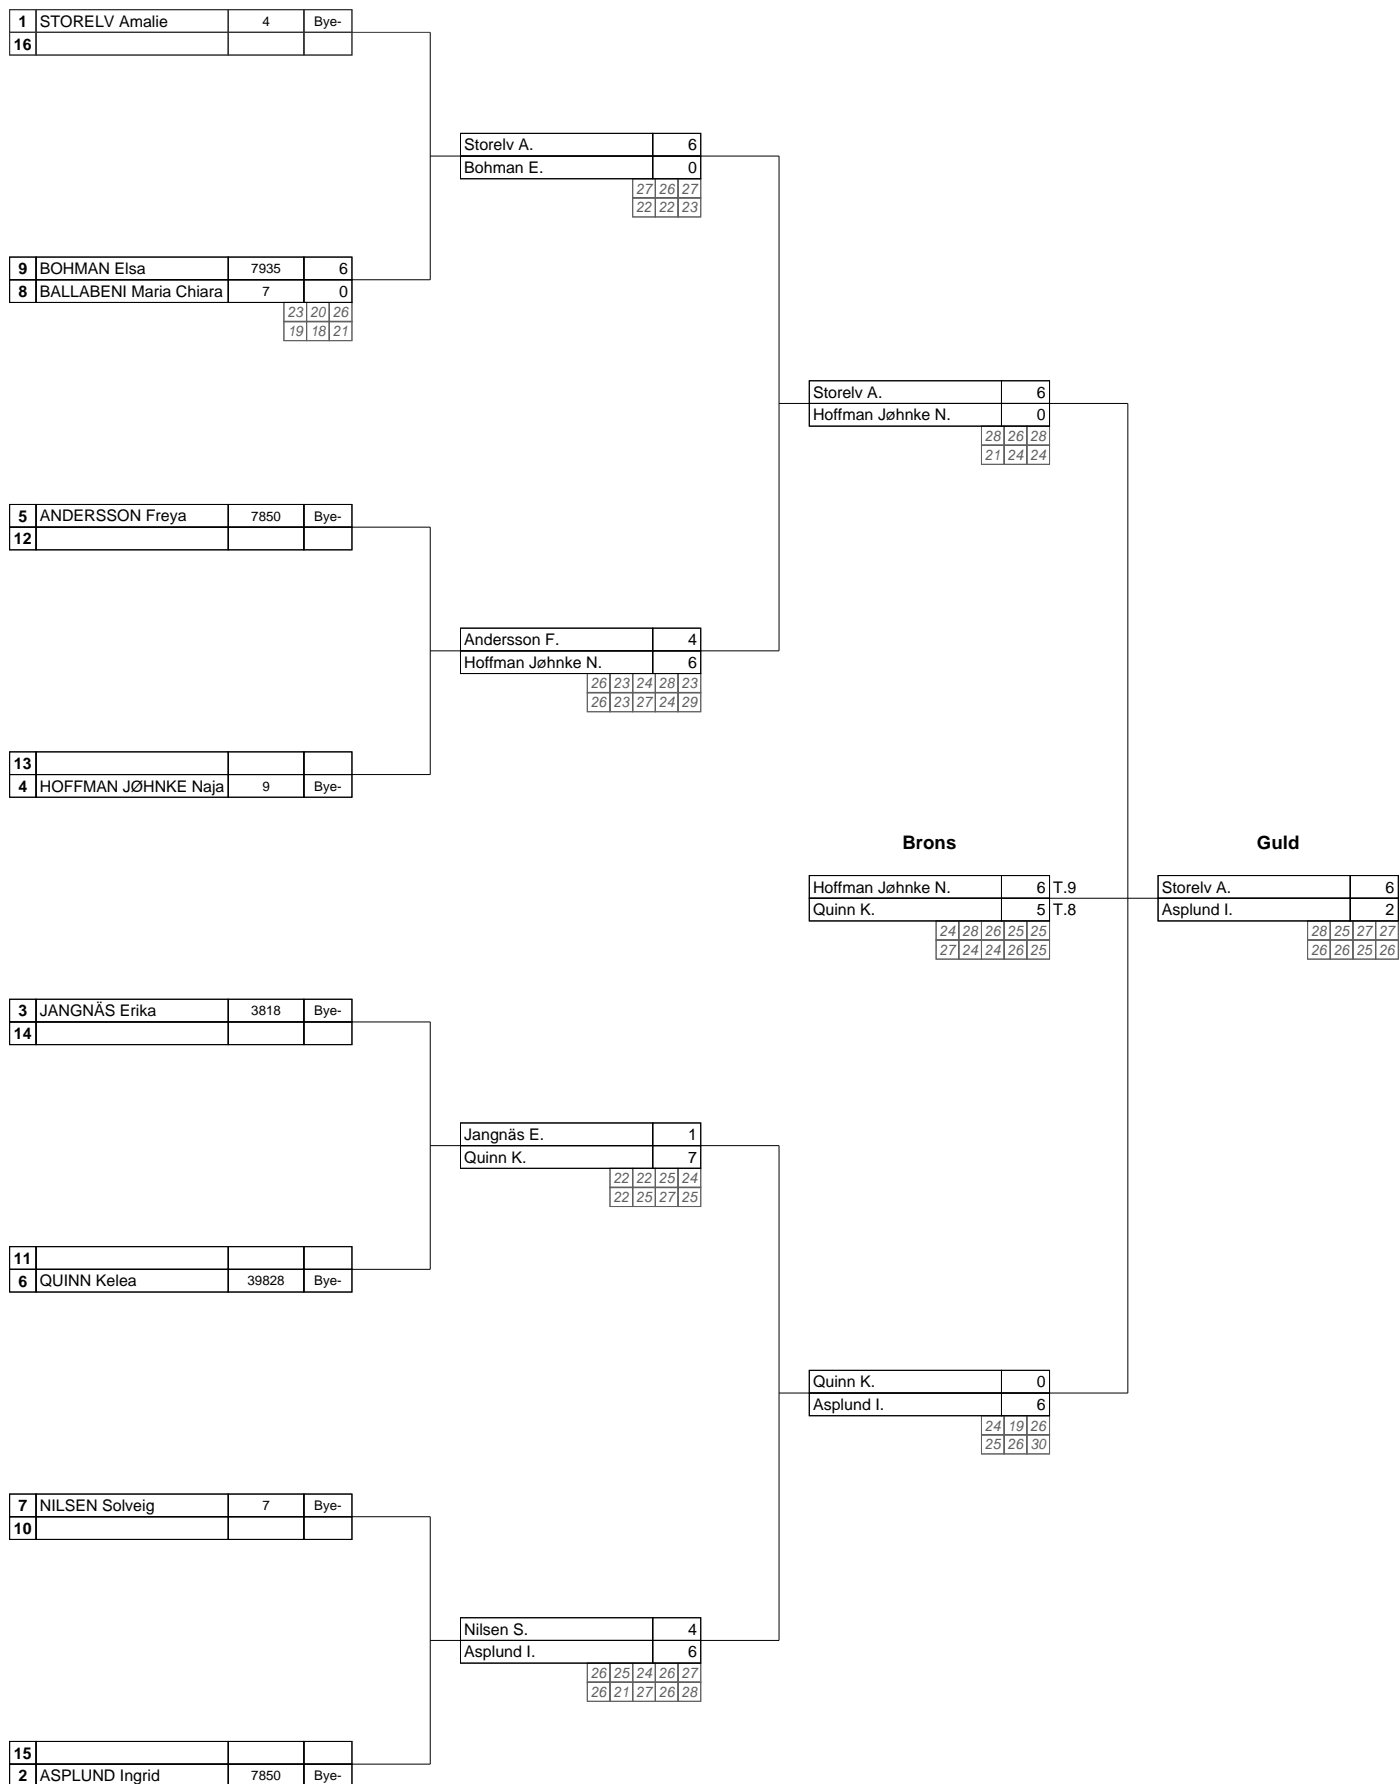 1 STORELV Amalie 4 Bye-
16
Storelv A. 6
Bohman E. 0
27 26 27
22 22 23
9 BOHMAN Elsa 7935 6
8 BALLABENI Maria Chiara 7 0
23 20 26
19 18 21
Storelv A. 6
Hoffman Jøhnke N. 0
28 26 28
21 24 24
5 ANDERSSON Freya 7850 Bye-
12
Andersson F. 4
Hoffman Jøhnke N. 6
26 23 24 28 23
26 23 27 24 29
13
4 HOFFMAN JØHNKE Naja 9 Bye-
Brons Guld
Hoffman Jøhnke N. 6 T.9 Storelv A. 6
Quinn K. 5 T.8 Asplund I. 2
24 28 26 25 25 28 25 27 27
27 24 24 26 25 26 26 25 26
3 JANGNÄS Erika 3818 Bye-
14
Jangnäs E. 1
Quinn K. 7
22 22 25 24
22 25 27 25
11
6 QUINN Kelea 39828 Bye-
Quinn K. 0
Asplund I. 6
24 19 26
25 26 30
7 NILSEN Solveig 7 Bye-
10
Nilsen S. 4
Asplund I. 6
26 25 24 26 27
26 21 27 26 28
15
2 ASPLUND Ingrid 7850 Bye-